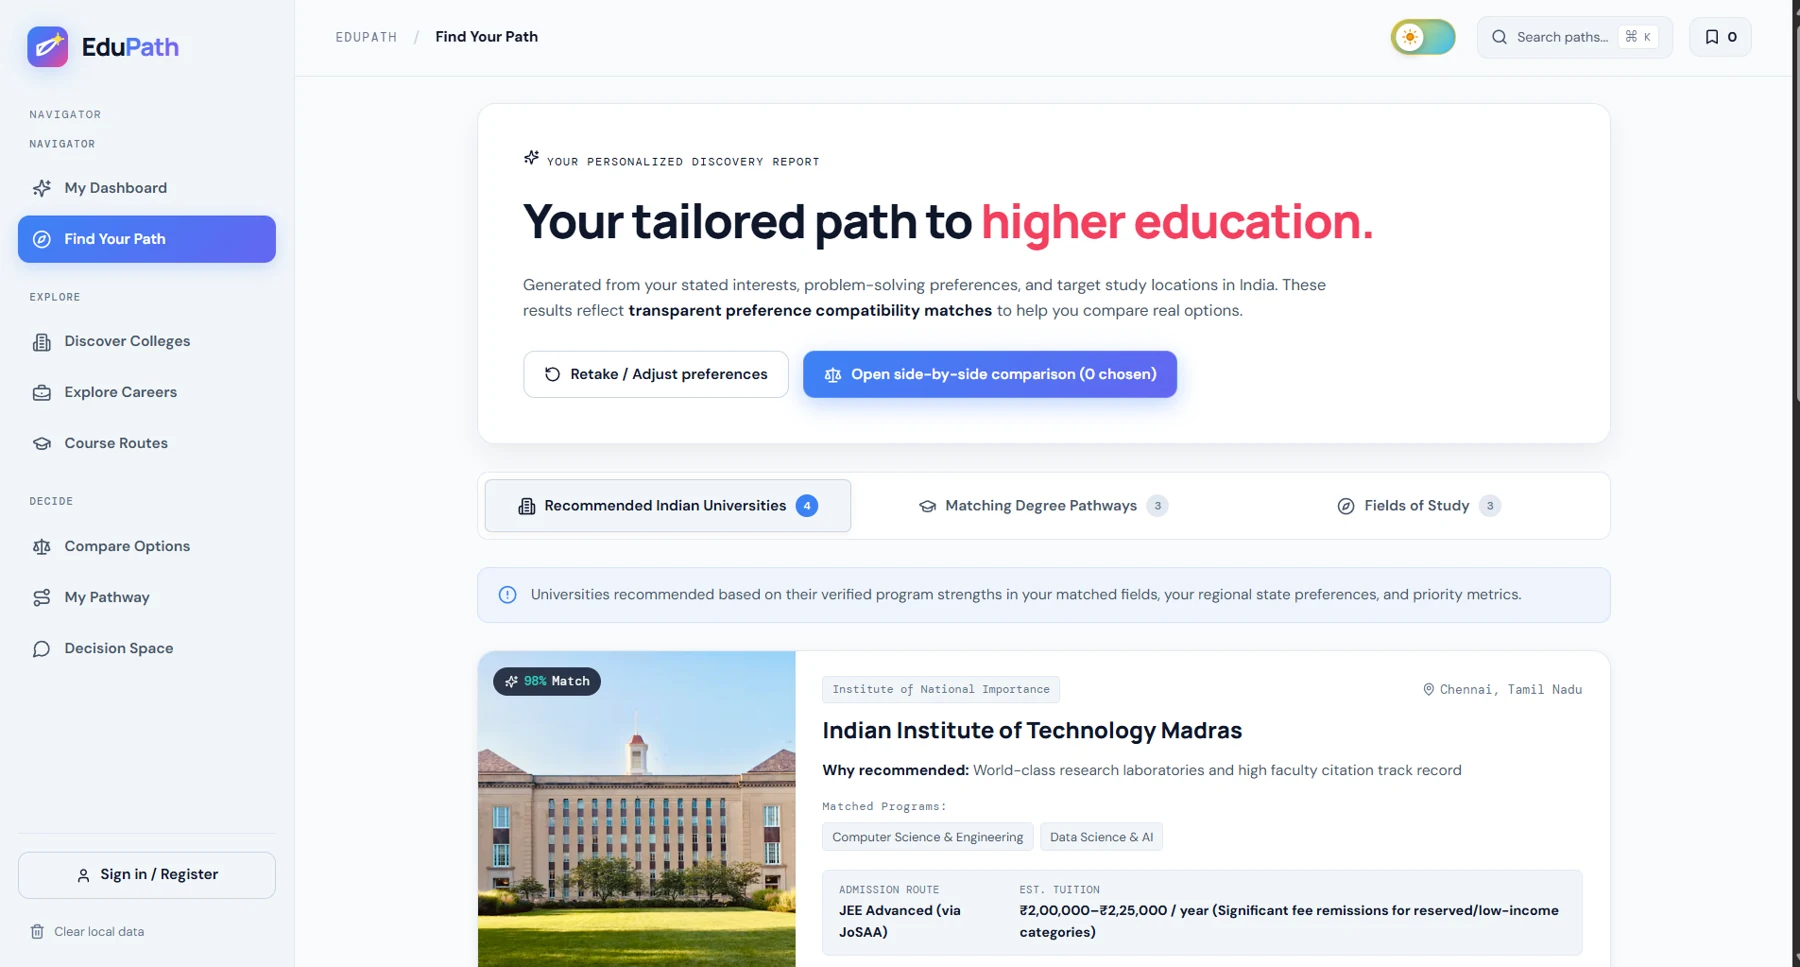 EduPath
NAVIGATOR
NAVIGATOR
My Dashboard
Find Your Path
EXPLORE
Discover Colleges
Explore Careers
Course Routes
DECIDE
Compare Options
My Pathway
Decision Space
Sign in / Register
Clear local data
EDUPATH / Find Your Path
Search paths... ⌘ K
0
YOUR PERSONALIZED DISCOVERY REPORT
Your tailored path to higher education.
Generated from your stated interests, problem-solving preferences, and target study locations in India. These
results reflect transparent preference compatibility matches to help you compare real options.
Retake / Adjust preferences
Open side-by-side comparison (0 chosen)
Recommended Indian Universities 4
Matching Degree Pathways 3
Fields of Study 3
Universities recommended based on their verified program strengths in your matched fields, your regional state preferences, and priority metrics.
98% Match
Institute of National Importance
Chennai, Tamil Nadu
Indian Institute of Technology Madras
Why recommended: World-class research laboratories and high faculty citation track record
Matched Programs:
Computer Science & Engineering
Data Science & AI
ADMISSION ROUTE
JEE Advanced (via
JoSAA)
EST. TUITION
₹2,00,000–₹2,25,000 / year (Significant fee remissions for reserved/low-income
categories)